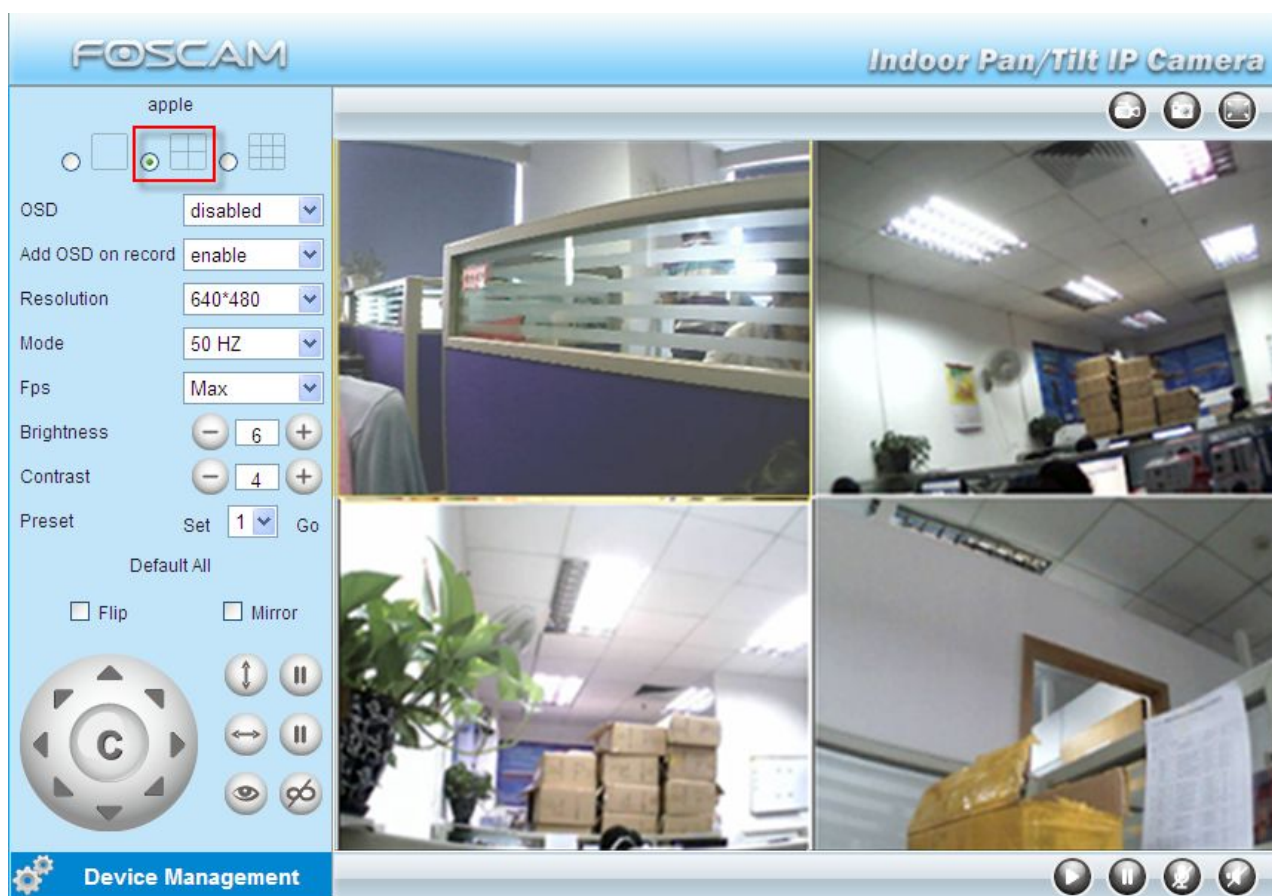 FOSCAM
Indoor Pan/Tilt IP Camera
apple
OSD disabled
Add OSD on record enable
Resolution 640*480
Mode 50 HZ
Fps Max
Brightness 6
Contrast 4
Preset Set 1 Go
Default All
Flip Mirror
C
Device Management